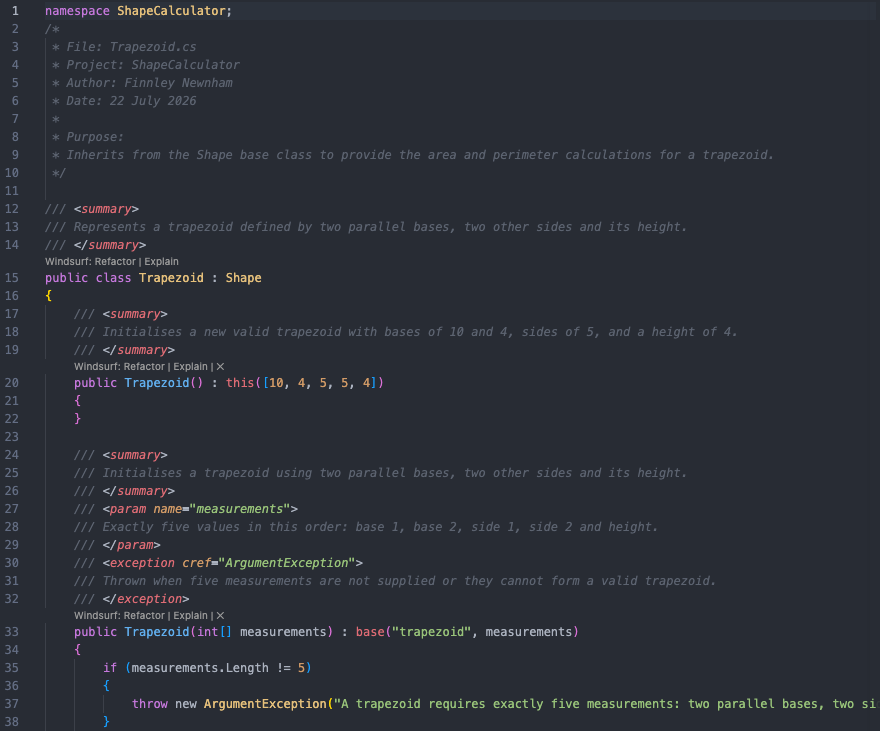 1 namespace ShapeCalculator;
2 /*
3  * File: Trapezoid.cs
4  * Project: ShapeCalculator
5  * Author: Finnley Newnham
6  * Date: 22 July 2026
7  *
8  * Purpose:
9  * Inherits from the Shape base class to provide the area and perimeter calculations for a trapezoid.
10  */
11
12 /// <summary>
13 /// Represents a trapezoid defined by two parallel bases, two other sides and its height.
14 /// </summary>
Windsurf: Refactor | Explain
15 public class Trapezoid : Shape
16 {
17     /// <summary>
18     /// Initialises a new valid trapezoid with bases of 10 and 4, sides of 5, and a height of 4.
19     /// </summary>
Windsurf: Refactor | Explain | ×
20     public Trapezoid() : this([10, 4, 5, 5, 4])
21     {
22     }
23
24     /// <summary>
25     /// Initialises a trapezoid using two parallel bases, two other sides and its height.
26     /// </summary>
27     /// <param name="measurements">
28     /// Exactly five values in this order: base 1, base 2, side 1, side 2 and height.
29     /// </param>
30     /// <exception cref="ArgumentException">
31     /// Thrown when five measurements are not supplied or they cannot form a valid trapezoid.
32     /// </exception>
Windsurf: Refactor | Explain | ×
33     public Trapezoid(int[] measurements) : base("trapezoid", measurements)
34     {
35         if (measurements.Length != 5)
36         {
37             throw new ArgumentException("A trapezoid requires exactly five measurements: two parallel bases, two si
38         }